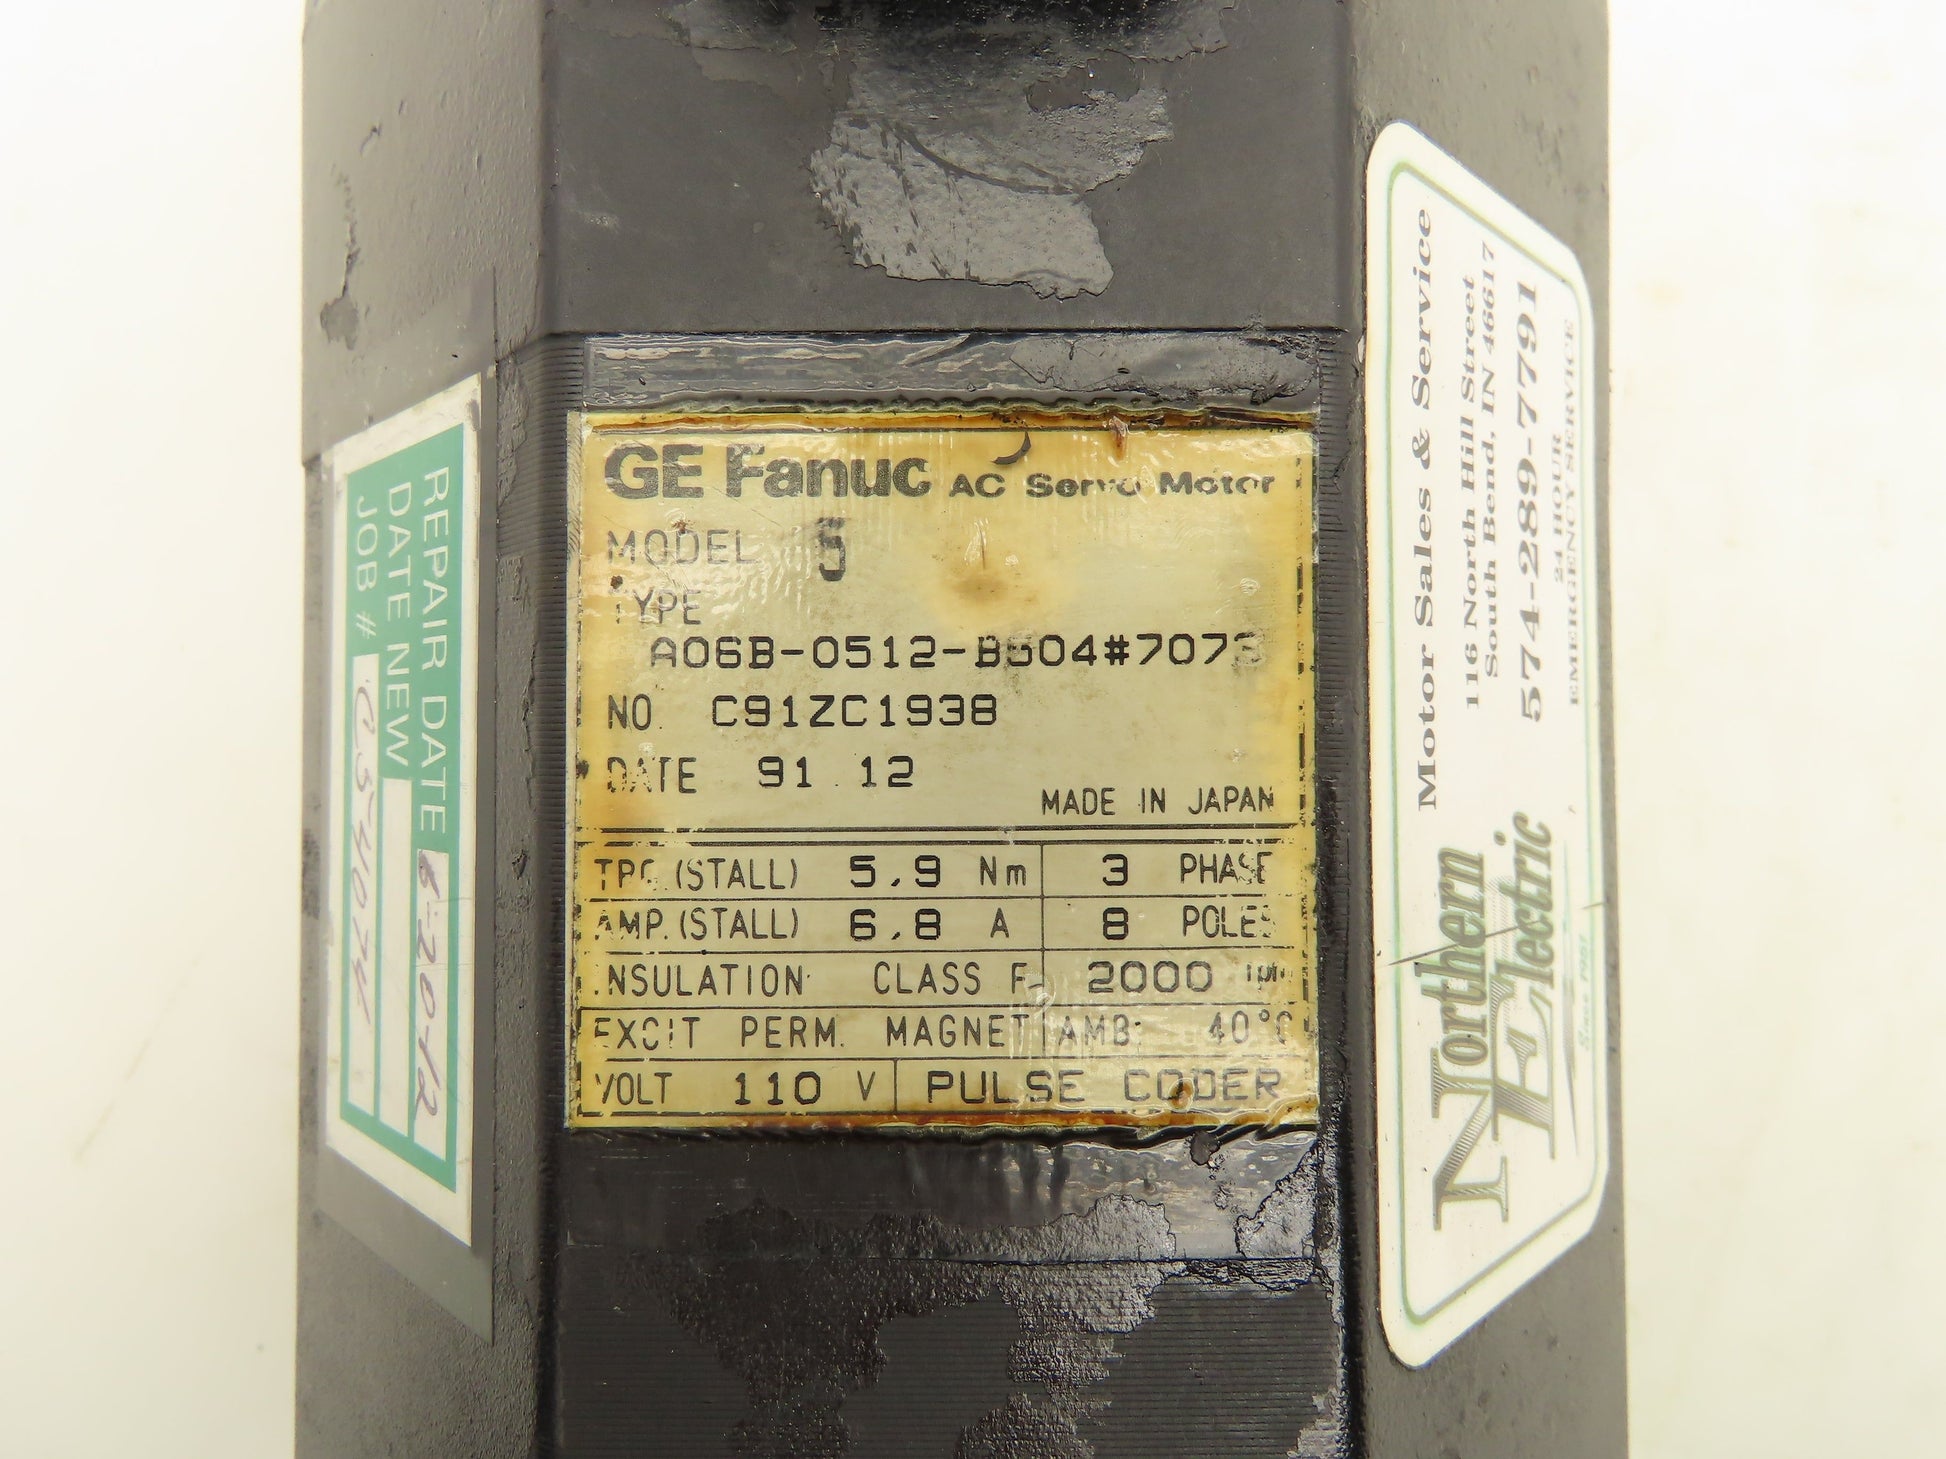 GE Fanuc AC Servo Motor
MODEL 5
TYPE
A06B-0512-B504#7073
NO. C91ZC1938
DATE 91.12
MADE IN JAPAN
TRQ.(STALL) 5.9 Nm 3 PHASE
AMP.(STALL) 6.8 A 8 POLES
INSULATION CLASS F 2000 rpm
EXCIT PERM. MAGNET AMB. 40°C
VOLT 110 V PULSE CODER
REPAIR DATE 6-20-12
DATE NEW
JOB #
Northern
Electric
Since 1951
Motor Sales & Service
116 North Hill Street
South Bend, IN 46617
574-289-7791
24 HOUR
EMERGENCY SERVICE